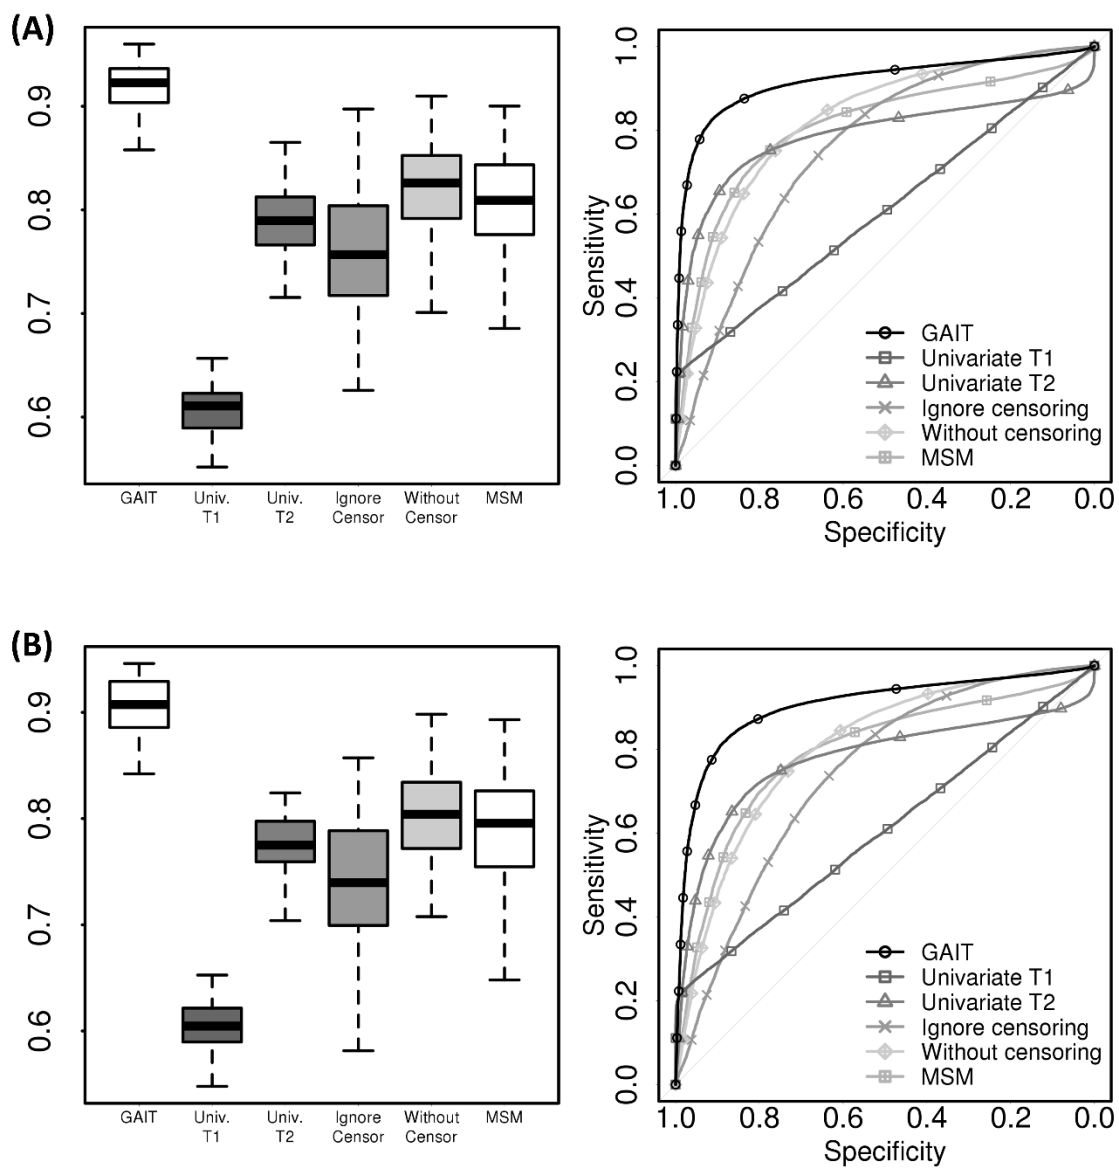 (A)
0.9
0.8
0.7
0.6
GAIT
Univ.
T1
Univ.
T2
Ignore
Censor
Without
Censor
MSM
Sensitivity
1.0
0.8
0.6
0.4
0.2
0.0
GAIT
Univariate T1
Univariate T2
Ignore censoring
Without censoring
MSM
1.0 0.8 0.6 0.4 0.2 0.0
Specificity
(B)
0.9
0.8
0.7
0.6
GAIT
Univ.
T1
Univ.
T2
Ignore
Censor
Without
Censor
MSM
Sensitivity
1.0
0.8
0.6
0.4
0.2
0.0
GAIT
Univariate T1
Univariate T2
Ignore censoring
Without censoring
MSM
1.0 0.8 0.6 0.4 0.2 0.0
Specificity